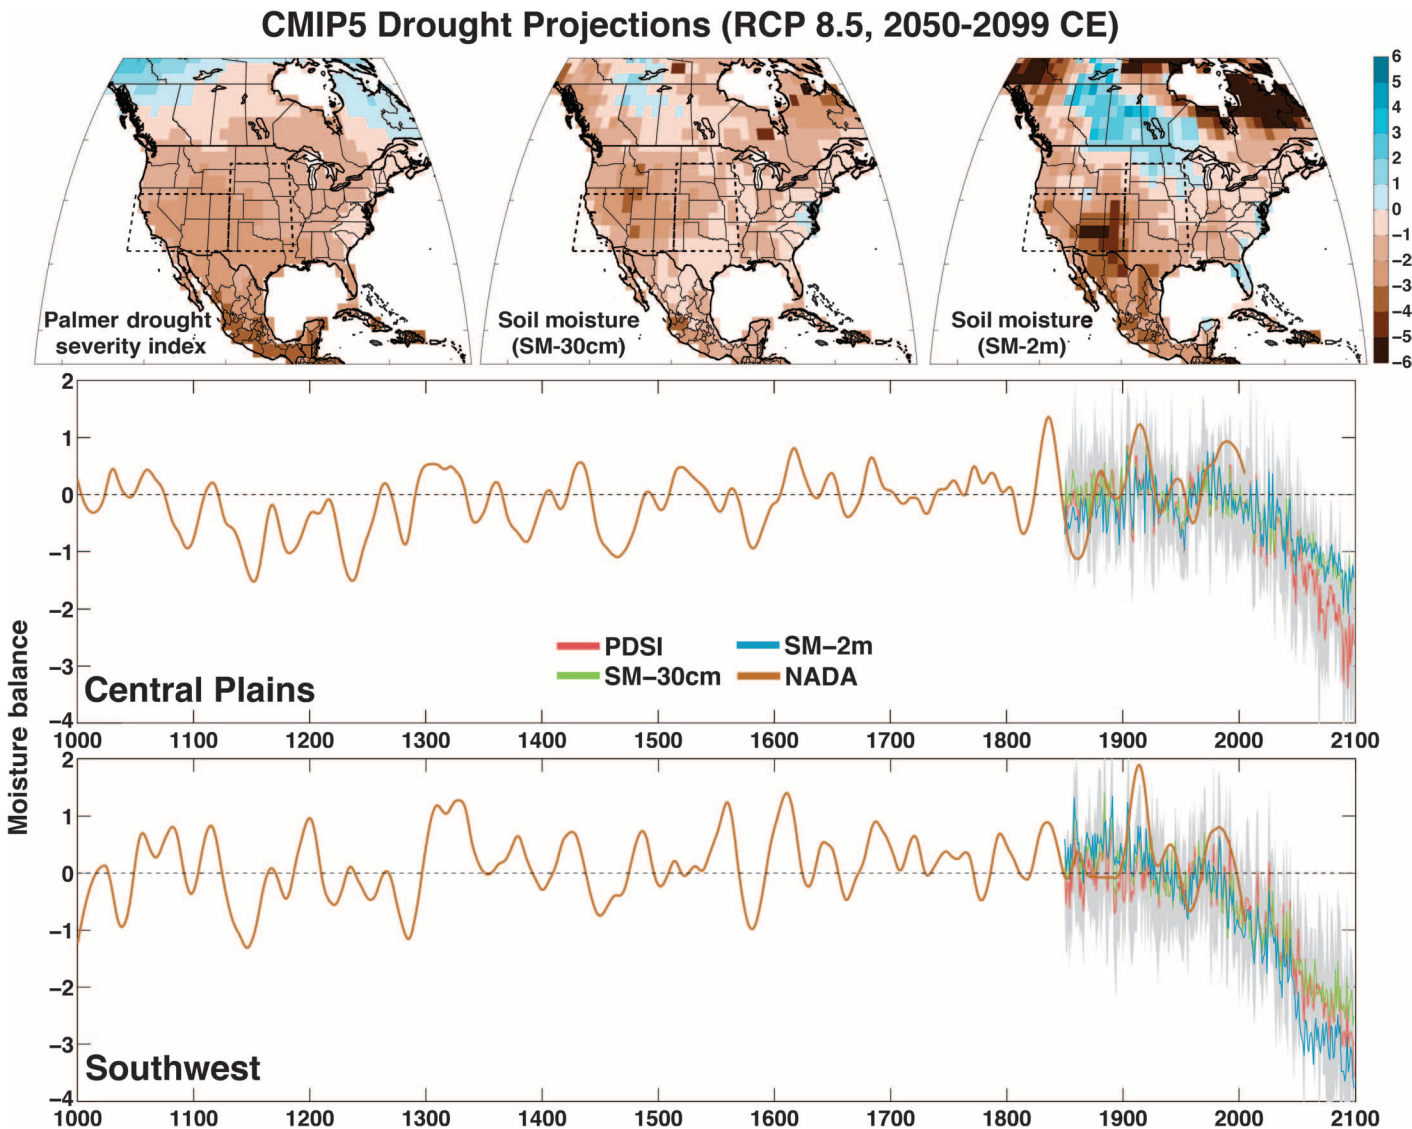 CMIP5 Drought Projections (RCP 8.5, 2050-2099 CE)
Palmer drought
severity index
Soil moisture
(SM-30cm)
Soil moisture
(SM-2m)
6
5
4
3
2
1
0
−1
−2
−3
−4
−5
−6
Moisture balance
2
1
0
−1
−2
−3
−4
PDSI
SM−2m
SM−30cm
NADA
Central Plains
1000 1100 1200 1300 1400 1500 1600 1700 1800 1900 2000 2100
2
1
0
−1
−2
−3
−4
Southwest
1000 1100 1200 1300 1400 1500 1600 1700 1800 1900 2000 2100